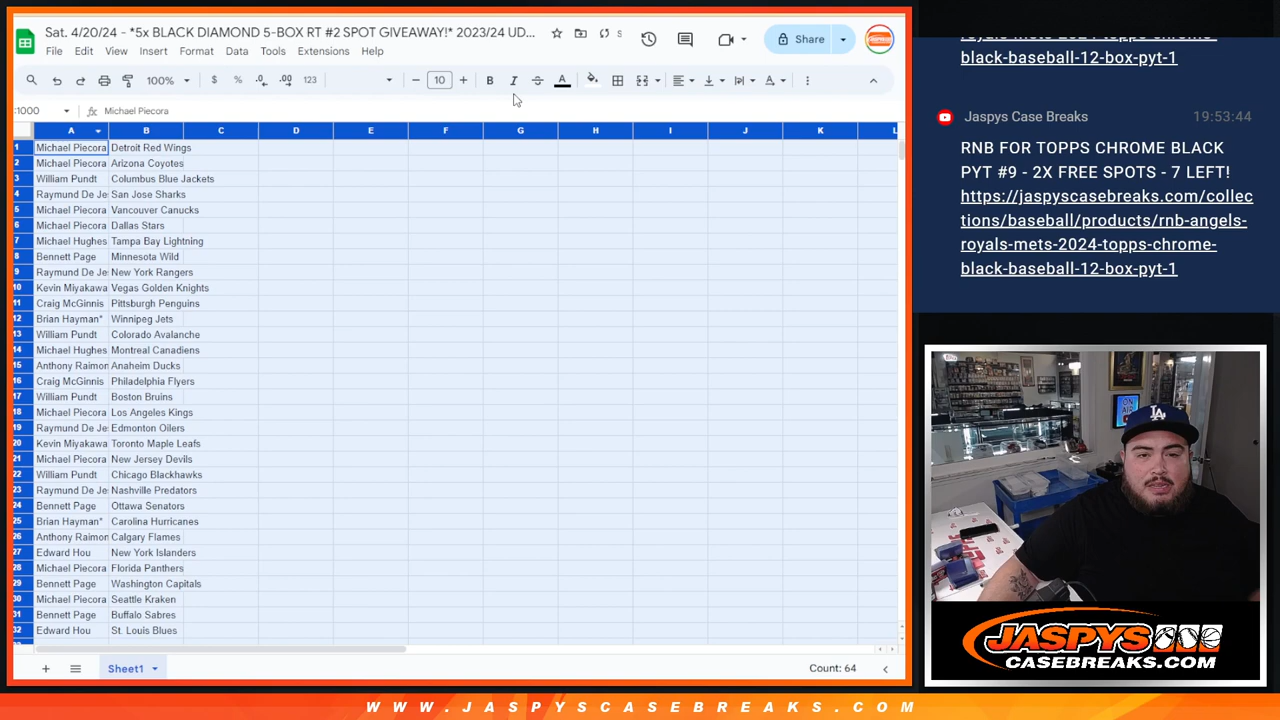 Sat. 4/20/24 - *5x BLACK DIAMOND 5-BOX RT #2 SPOT GIVEAWAY!* 2023/24 UD...
Share
File Edit View Insert Format Data Tools Extensions Help
100% $ % .0 .00 123 10 B I A
:1000 fx Michael Piecora
A B C D E F G H I J K L
1 Michael Piecora Detroit Red Wings
2 Michael Piecora Arizona Coyotes
3 William Pundt Columbus Blue Jackets
4 Raymund De Je San Jose Sharks
5 Michael Piecora Vancouver Canucks
6 Michael Piecora Dallas Stars
7 Michael Hughes Tampa Bay Lightning
8 Bennett Page Minnesota Wild
9 Raymund De Je New York Rangers
10 Kevin Miyakawa Vegas Golden Knights
11 Craig McGinnis Pittsburgh Penguins
12 Brian Hayman* Winnipeg Jets
13 William Pundt Colorado Avalanche
14 Michael Hughes Montreal Canadiens
15 Anthony Raimon Anaheim Ducks
16 Craig McGinnis Philadelphia Flyers
17 William Pundt Boston Bruins
18 Michael Piecora Los Angeles Kings
19 Raymund De Je Edmonton Oilers
20 Kevin Miyakawa Toronto Maple Leafs
21 Michael Piecora New Jersey Devils
22 William Pundt Chicago Blackhawks
23 Raymund De Je Nashville Predators
24 Bennett Page Ottawa Senators
25 Brian Hayman* Carolina Hurricanes
26 Anthony Raimon Calgary Flames
27 Edward Hou New York Islanders
28 Michael Piecora Florida Panthers
29 Bennett Page Washington Capitals
30 Michael Piecora Seattle Kraken
31 Bennett Page Buffalo Sabres
32 Edward Hou St. Louis Blues
Sheet1
Count: 64
royals-mets-2024-topps-chrome-
black-baseball-12-box-pyt-1
Jaspys Case Breaks 19:53:44
RNB FOR TOPPS CHROME BLACK
PYT #9 - 2X FREE SPOTS - 7 LEFT!
https://jaspyscasebreaks.com/collec
tions/baseball/products/rnb-angels-
royals-mets-2024-topps-chrome-
black-baseball-12-box-pyt-1
ON AIR
LA
JASPYS
CASEBREAKS.COM
WWW.JASPYSCASEBREAKS.COM